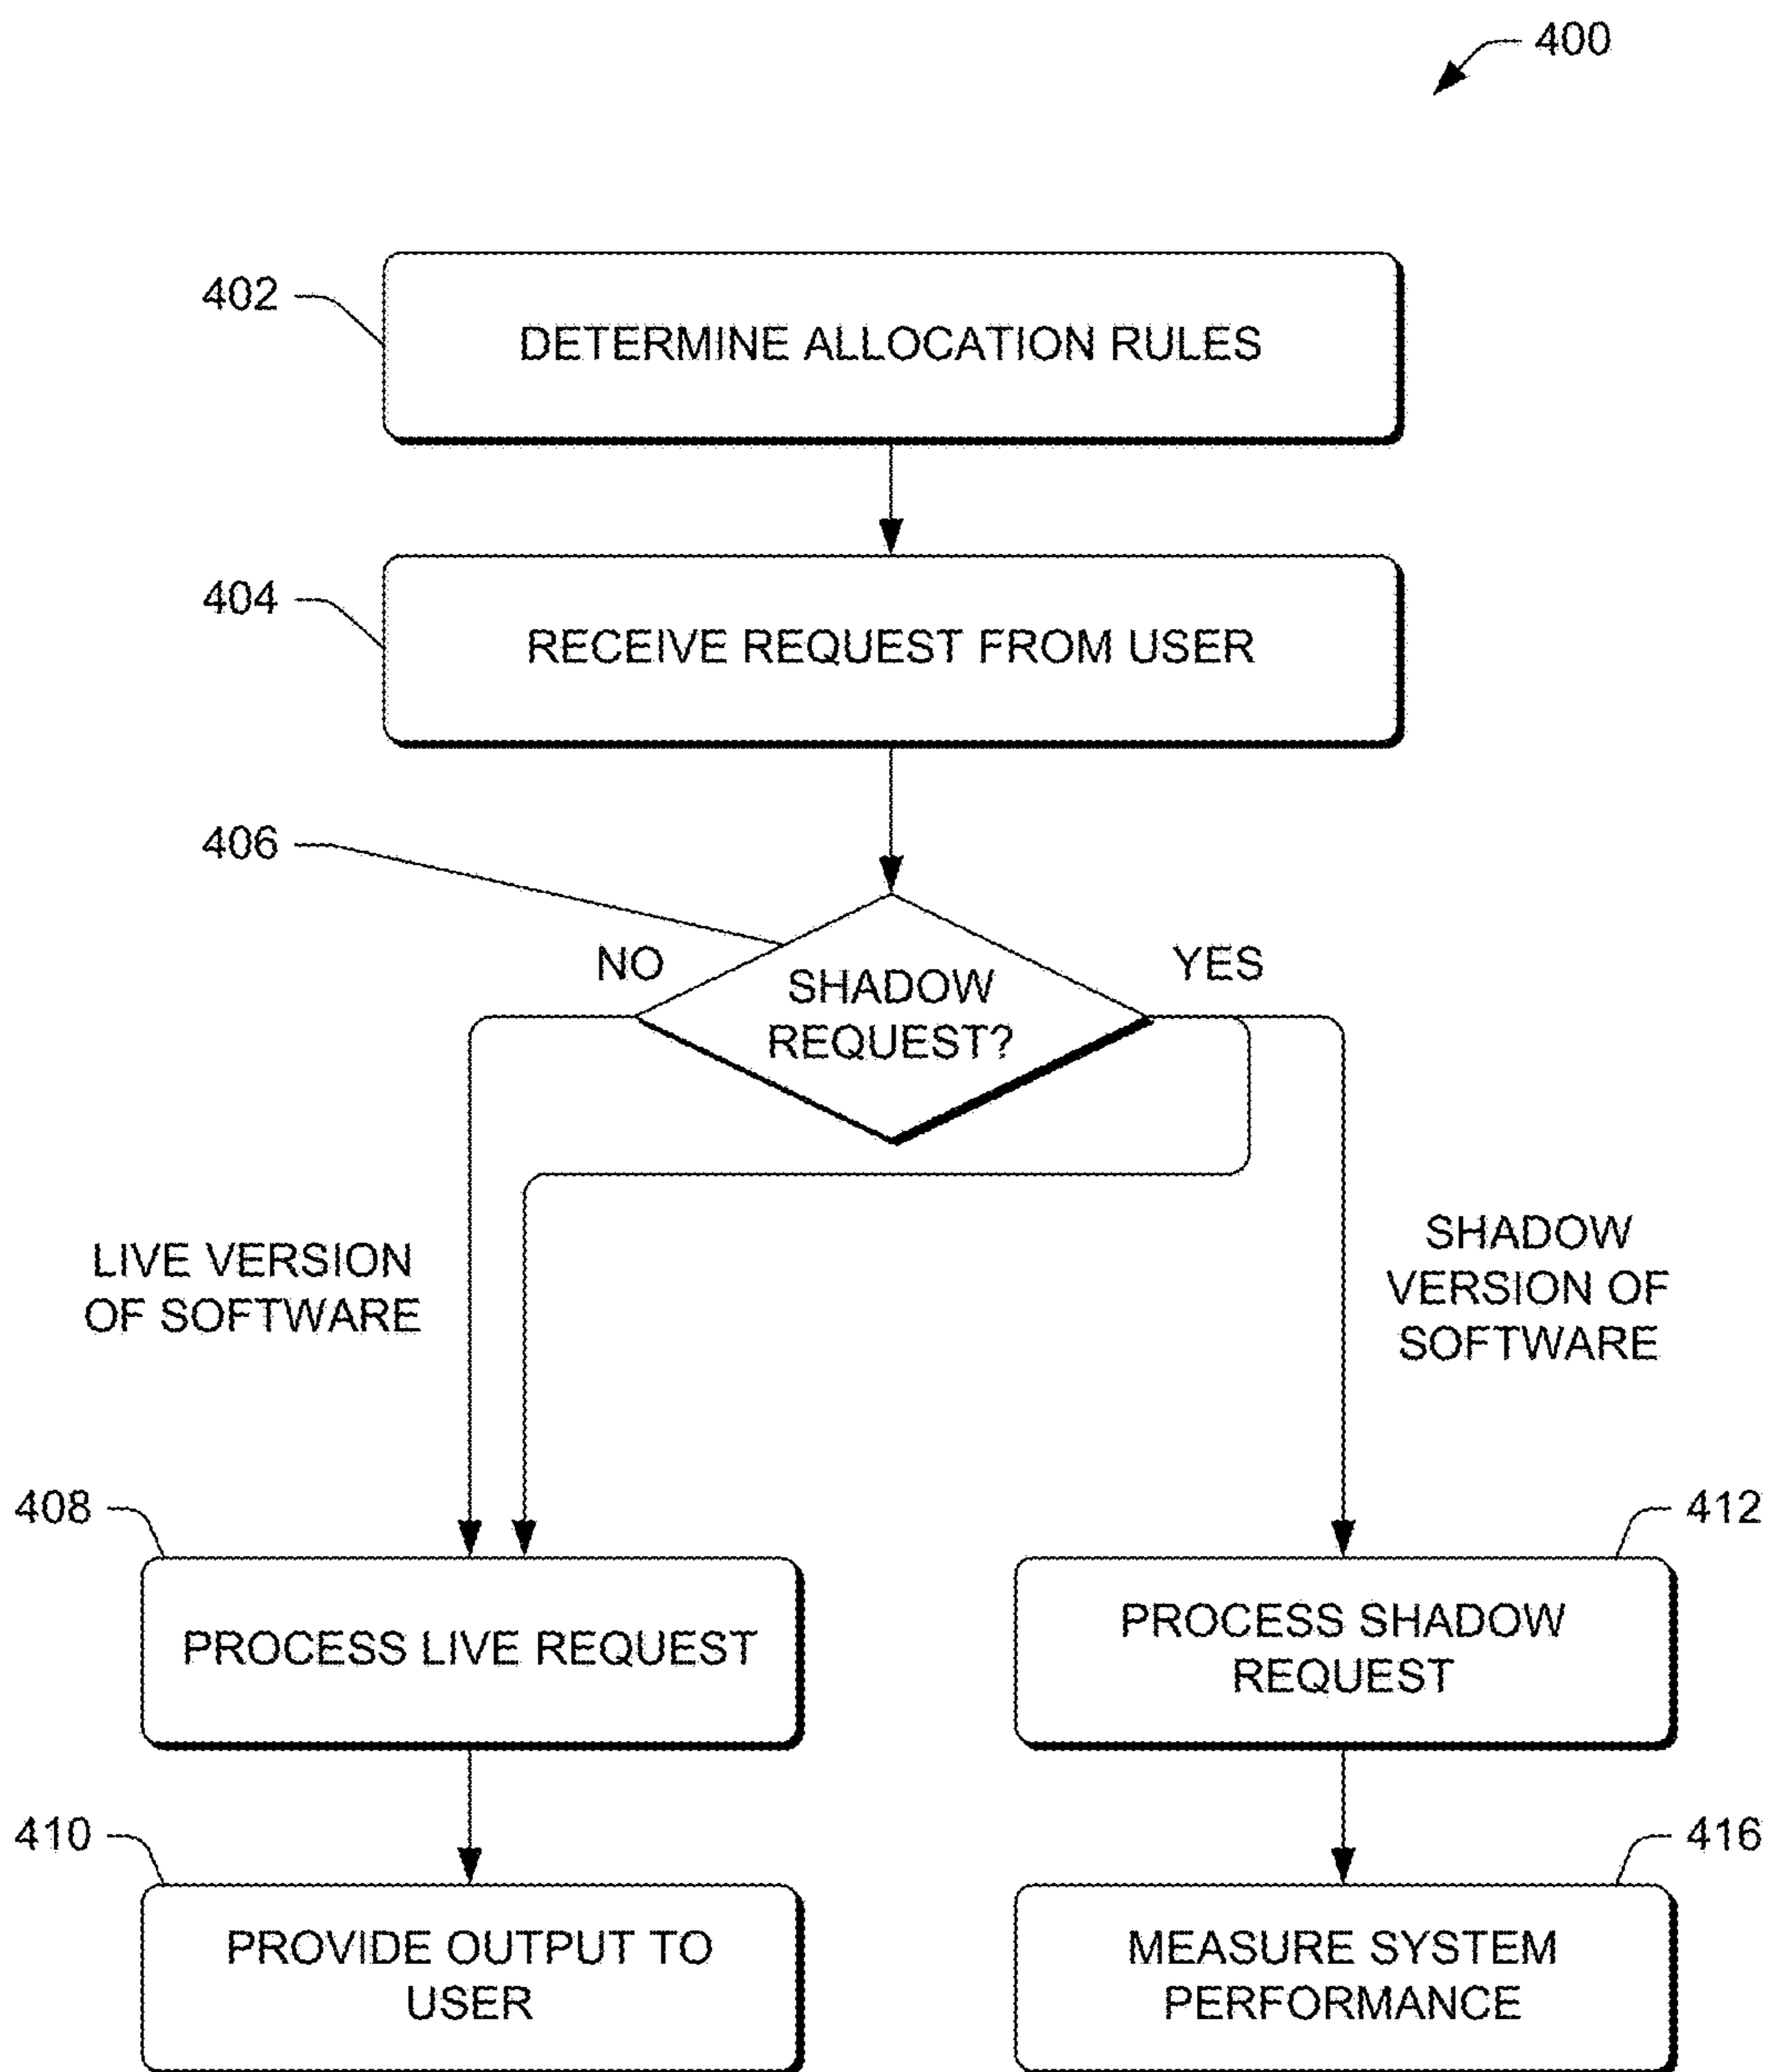 400
402
DETERMINE ALLOCATION RULES
404
RECEIVE REQUEST FROM USER
406
NO
YES
SHADOW
REQUEST?
LIVE VERSION
OF SOFTWARE
SHADOW
VERSION OF
SOFTWARE
408
412
PROCESS LIVE REQUEST
PROCESS SHADOW
REQUEST
410
416
PROVIDE OUTPUT TO
USER
MEASURE SYSTEM
PERFORMANCE